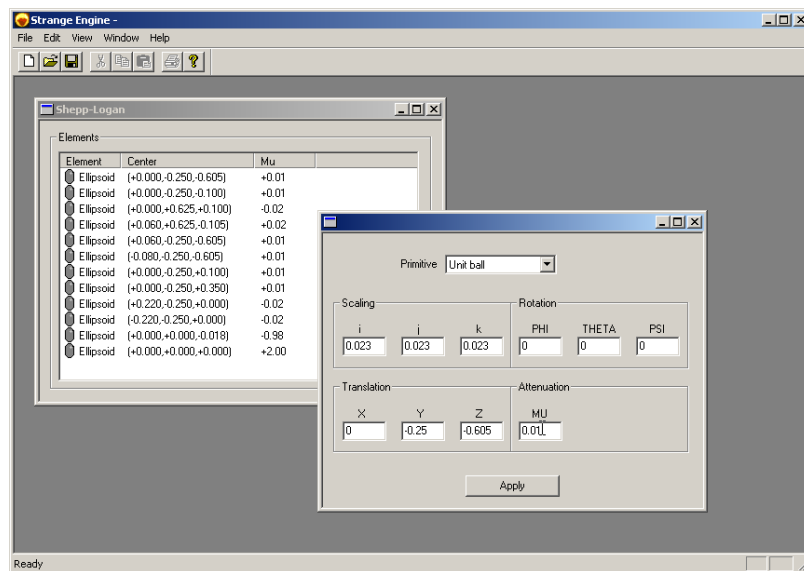 Strange Engine -
File Edit View Window Help
Shepp-Logan
Elements
Element Center Mu
Ellipsoid (+0.000,-0.250,-0.605) +0.01
Ellipsoid (+0.000,-0.250,-0.100) +0.01
Ellipsoid (+0.000,+0.625,+0.100) -0.02
Ellipsoid (+0.060,+0.625,-0.105) +0.02
Ellipsoid (+0.060,-0.250,-0.605) +0.01
Ellipsoid (-0.080,-0.250,-0.605) +0.01
Ellipsoid (+0.000,-0.250,+0.100) +0.01
Ellipsoid (+0.000,-0.250,+0.350) +0.01
Ellipsoid (+0.220,-0.250,+0.000) -0.02
Ellipsoid (-0.220,-0.250,+0.000) -0.02
Ellipsoid (+0.000,+0.000,-0.018) -0.98
Ellipsoid (+0.000,+0.000,+0.000) +2.00
Primitive Unit ball
Scaling
i j k
0.023 0.023 0.023
Rotation
PHI THETA PSI
0 0 0
Translation
X Y Z
0 -0.25 -0.605
Attenuation
MU
0.01
Apply
Ready